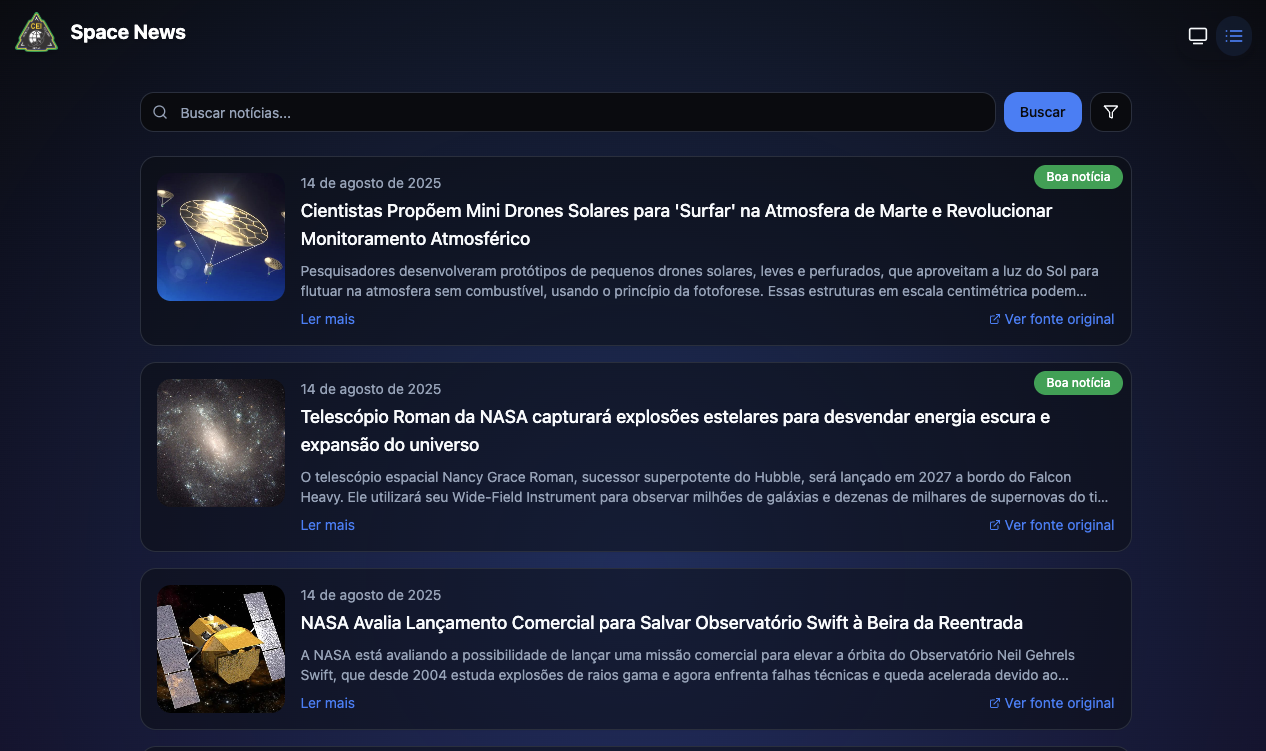 CEI
Space News
Buscar notícias...
Buscar
14 de agosto de 2025
Boa notícia
Cientistas Propõem Mini Drones Solares para 'Surfar' na Atmosfera de Marte e Revolucionar
Monitoramento Atmosférico
Pesquisadores desenvolveram protótipos de pequenos drones solares, leves e perfurados, que aproveitam a luz do Sol para
flutuar na atmosfera sem combustível, usando o princípio da fotoforese. Essas estruturas em escala centimétrica podem...
Ler mais
Ver fonte original
14 de agosto de 2025
Boa notícia
Telescópio Roman da NASA capturará explosões estelares para desvendar energia escura e
expansão do universo
O telescópio espacial Nancy Grace Roman, sucessor superpotente do Hubble, será lançado em 2027 a bordo do Falcon
Heavy. Ele utilizará seu Wide-Field Instrument para observar milhões de galáxias e dezenas de milhares de supernovas do ti...
Ler mais
Ver fonte original
14 de agosto de 2025
NASA Avalia Lançamento Comercial para Salvar Observatório Swift à Beira da Reentrada
A NASA está avaliando a possibilidade de lançar uma missão comercial para elevar a órbita do Observatório Neil Gehrels
Swift, que desde 2004 estuda explosões de raios gama e agora enfrenta falhas técnicas e queda acelerada devido ao...
Ler mais
Ver fonte original